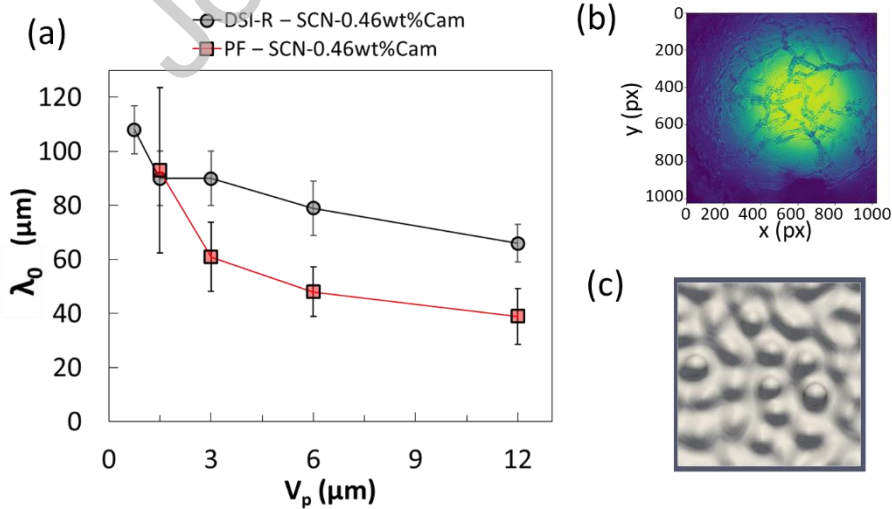 (a)
DSI-R – SCN-0.46wt%Cam
PF – SCN-0.46wt%Cam
120
100
80
60
40
20
0
λ₀ (μm)
0 3 6 9 12
Vₚ (μm)
(b)
0
200
400
600
800
1000
y (px)
0 200 400 600 800 1000
x (px)
(c)